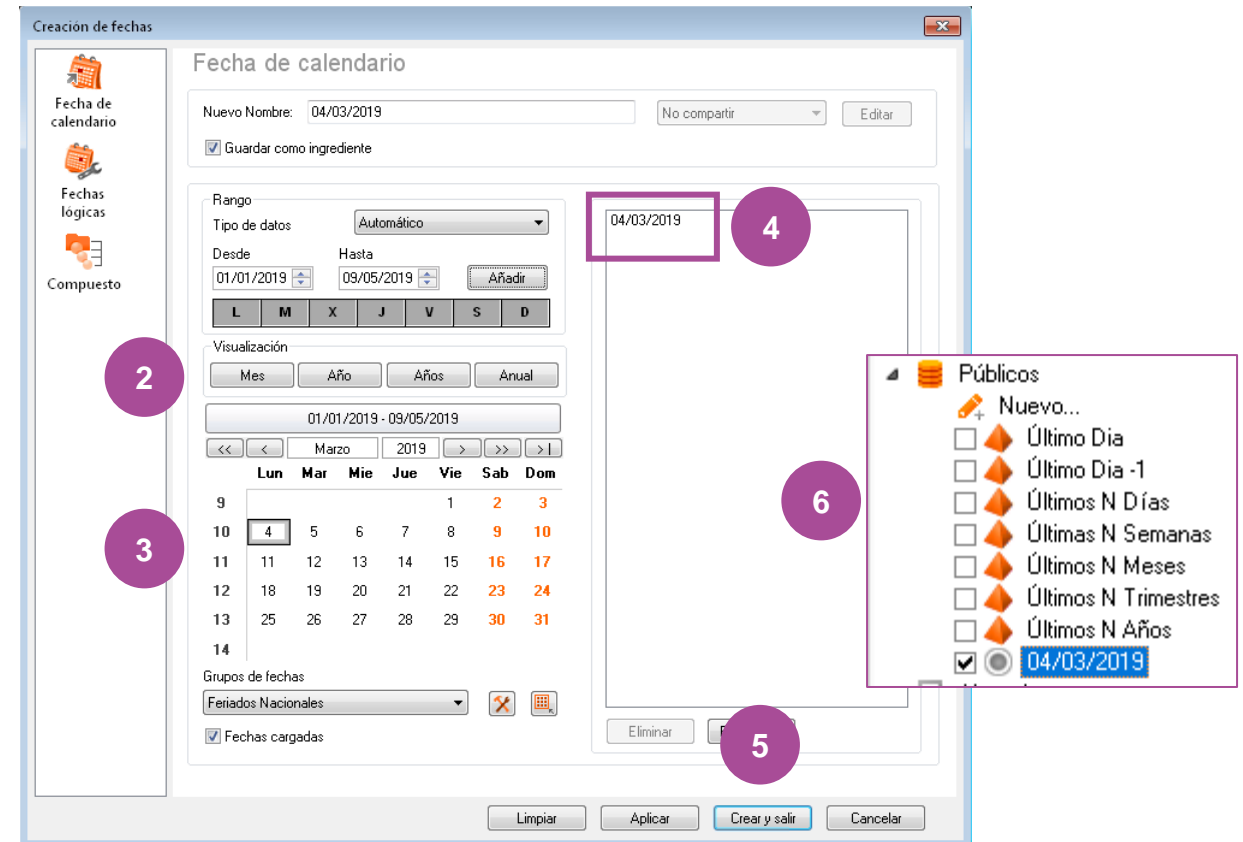 Creación de fechas
Fecha de calendario
Fecha de
calendario
Fechas
lógicas
Compuesto
Nuevo Nombre: 04/03/2019 No compartir Editar
Guardar como ingrediente
Rango
Tipo de datos Automático
Desde Hasta
01/01/2019 09/05/2019 Añadir
L M X J V S D
Visualización
2
Mes Año Años Anual
01/01/2019 - 09/05/2019
<< < Marzo 2019 > >> >|
Lun Mar Mie Jue Vie Sab Dom
9 1 2 3
10 4 5 6 7 8 9 10
3
11 11 12 13 14 15 16 17
12 18 19 20 21 22 23 24
13 25 26 27 28 29 30 31
14
Grupos de fechas
Feriados Nacionales
Fechas cargadas
04/03/2019
4
Eliminar
5
Limpiar Aplicar Crear y salir Cancelar
6
Públicos
Nuevo...
Último Dia
Último Dia -1
Últimos N Días
Últimas N Semanas
Últimos N Meses
Últimos N Trimestres
Últimos N Años
04/03/2019